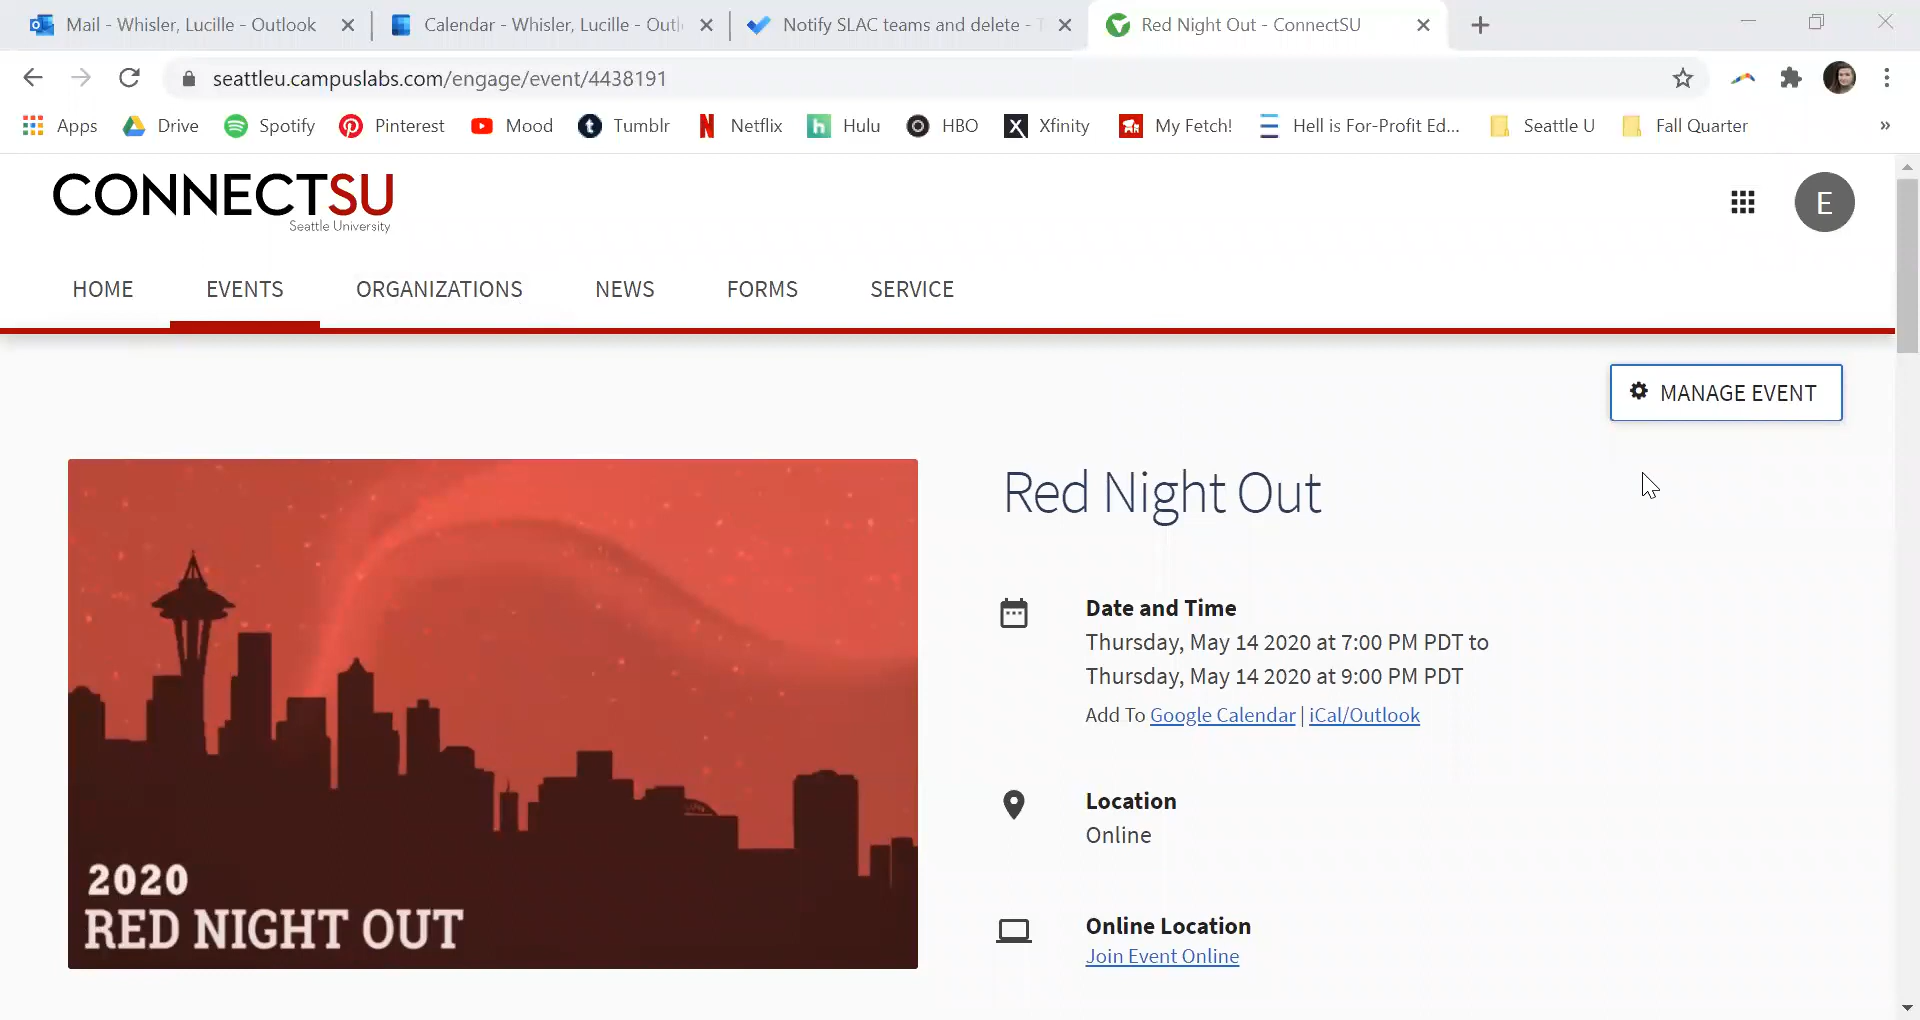 Mail - Whisler, Lucille - Outlook
Calendar - Whisler, Lucille - Outl
Notify SLAC teams and delete - T
Red Night Out - ConnectSU
seattleu.campuslabs.com/engage/event/4438191
Apps
Drive
Spotify
Pinterest
Mood
Tumblr
Netflix
Hulu
HBO
Xfinity
My Fetch!
Hell is For-Profit Ed...
Seattle U
Fall Quarter
»
CONNECTSU
Seattle University
E
HOME
EVENTS
ORGANIZATIONS
NEWS
FORMS
SERVICE
MANAGE EVENT
2020
RED NIGHT OUT
Red Night Out
Date and Time
Thursday, May 14 2020 at 7:00 PM PDT to
Thursday, May 14 2020 at 9:00 PM PDT
Add To Google Calendar | iCal/Outlook
Location
Online
Online Location
Join Event Online